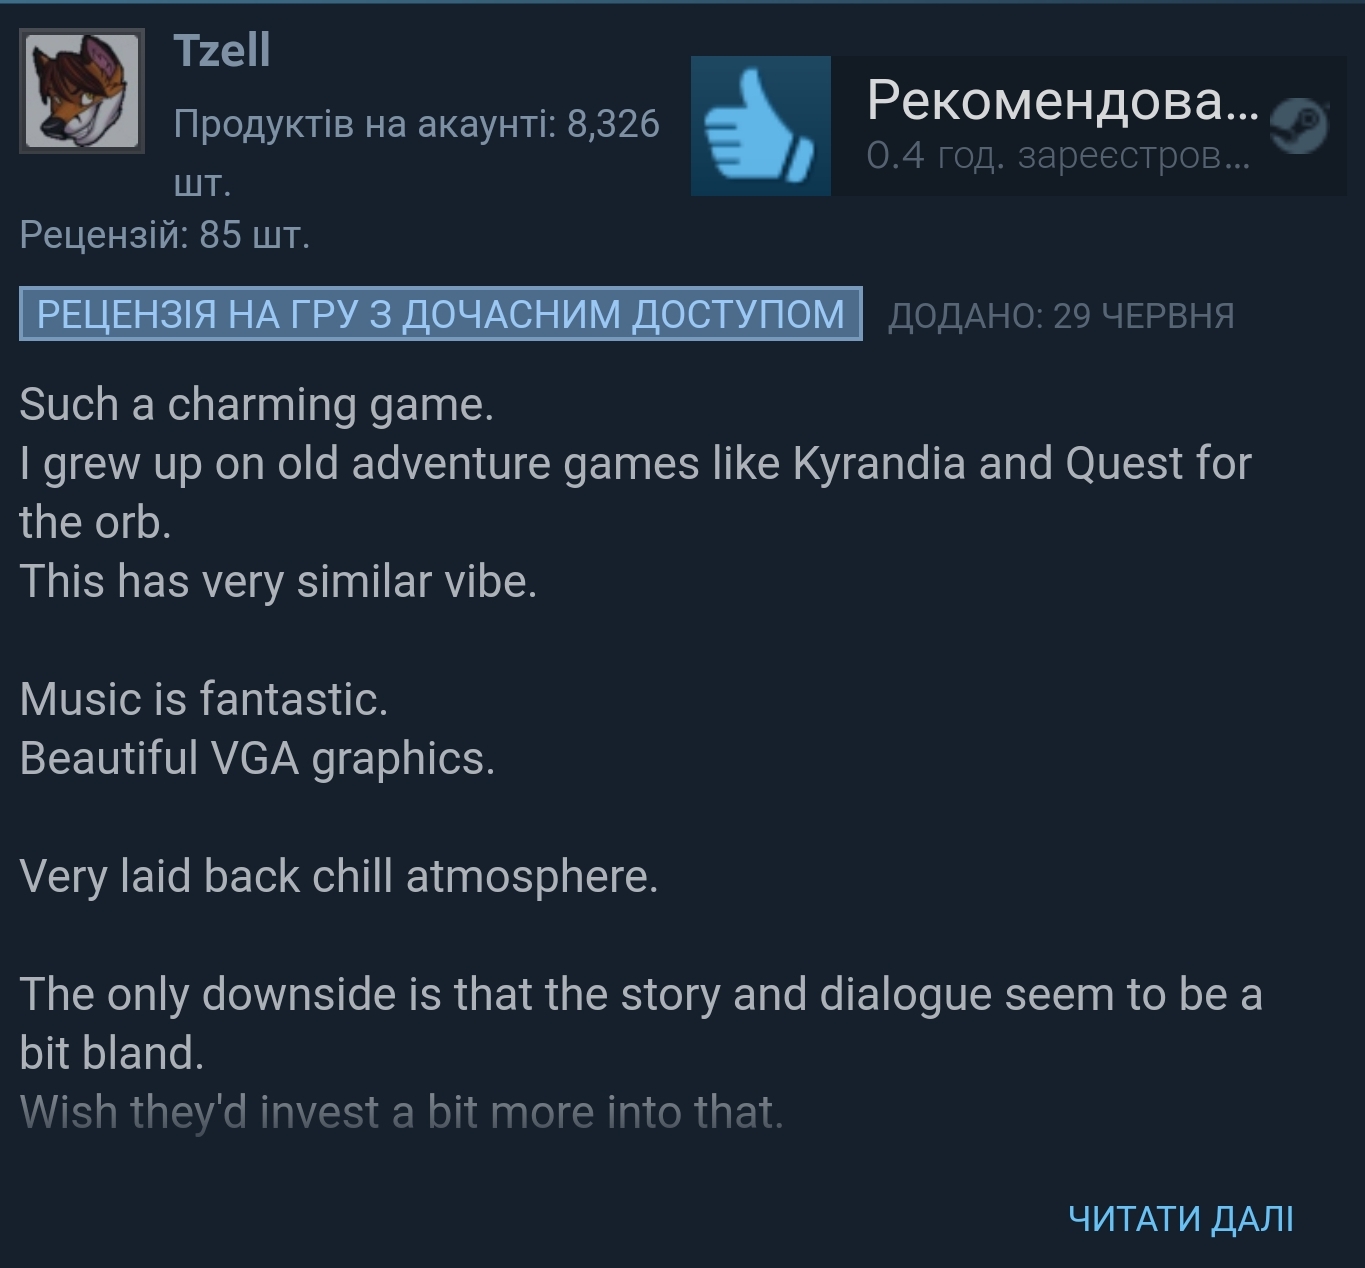 Tzell
Продуктів на акаунті: 8,326
шт.
Рецензій: 85 шт.
Рекомендова...
0.4 год. зареєстров...
РЕЦЕНЗІЯ НА ГРУ З ДОЧАСНИМ ДОСТУПОМ
ДОДАНО: 29 ЧЕРВНЯ
Such a charming game.
I grew up on old adventure games like Kyrandia and Quest for
the orb.
This has very similar vibe.
Music is fantastic.
Beautiful VGA graphics.
Very laid back chill atmosphere.
The only downside is that the story and dialogue seem to be a
bit bland.
Wish they'd invest a bit more into that.
ЧИТАТИ ДАЛІ